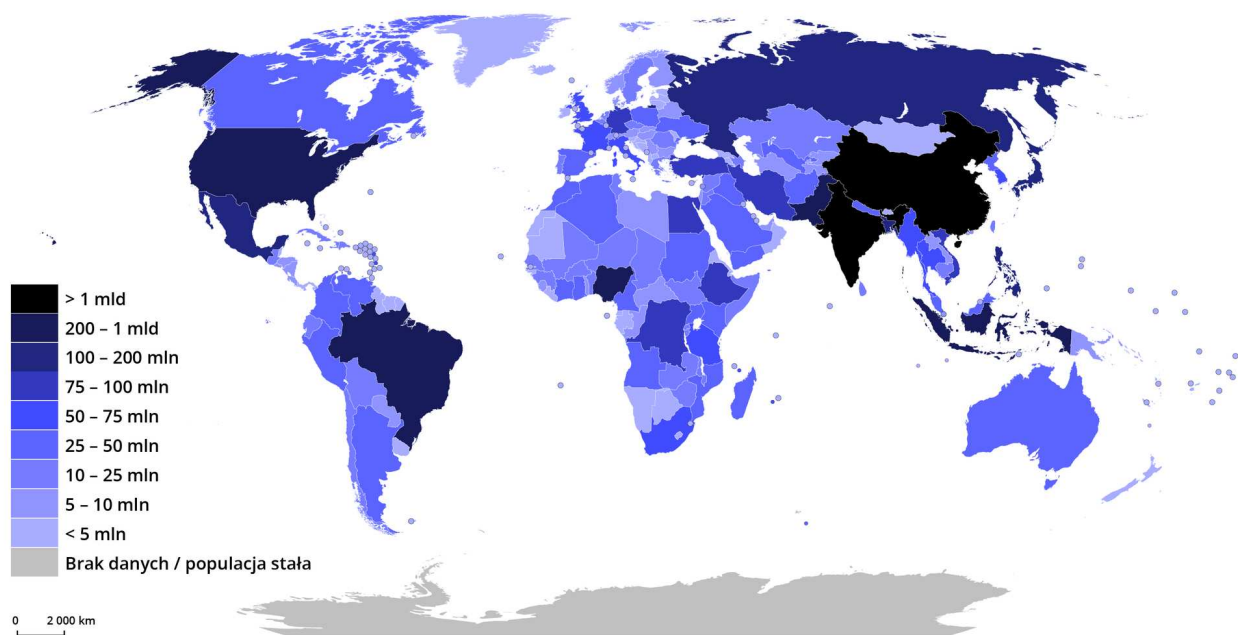 > 1 mld
200 – 1 mld
100 – 200 mln
75 – 100 mln
50 – 75 mln
25 – 50 mln
10 – 25 mln
5 – 10 mln
< 5 mln
Brak danych / populacja stała
0 2 000 km